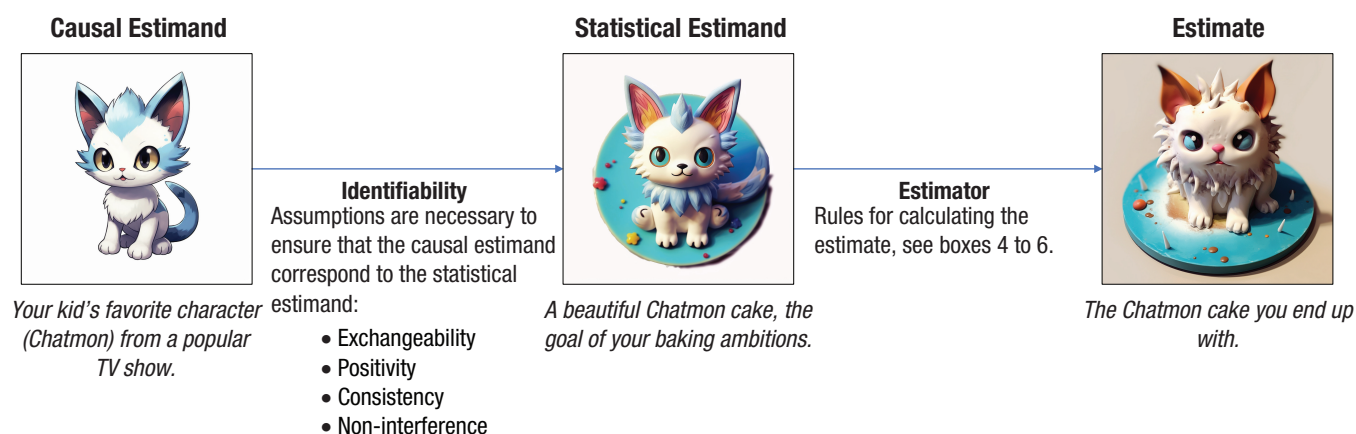 Causal Estimand
Statistical Estimand
Estimate
Identifiability
Assumptions are necessary to
ensure that the causal estimand
correspond to the statistical
estimand:
• Exchangeability
• Positivity
• Consistency
• Non-interference
Estimator
Rules for calculating the
estimate, see boxes 4 to 6.
Your kid's favorite character
(Chatmon) from a popular
TV show.
A beautiful Chatmon cake, the
goal of your baking ambitions.
The Chatmon cake you end up
with.